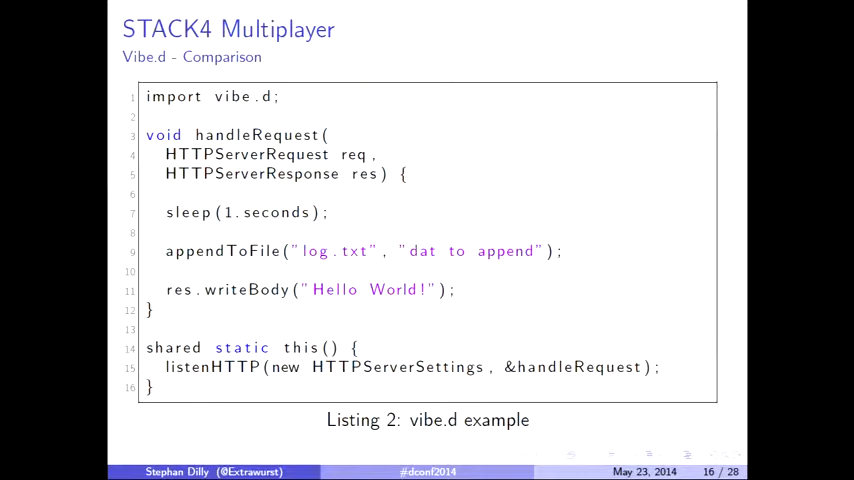 STACK4 Multiplayer
Vibe.d - Comparison
1 import vibe.d;
2
3 void handleRequest(
4 HTTPServerRequest req,
5 HTTPServerResponse res) {
6
7 sleep(1.seconds);
8
9 appendToFile("log.txt", "dat to append");
10
11 res.writeBody("Hello World!");
12 }
13
14 shared static this() {
15 listenHTTP(new HTTPServerSettings, &handleRequest);
16 }
Listing 2: vibe.d example
Stephan Dilly (@Extrawurst) #dconf2014 May 23, 2014 16 / 28